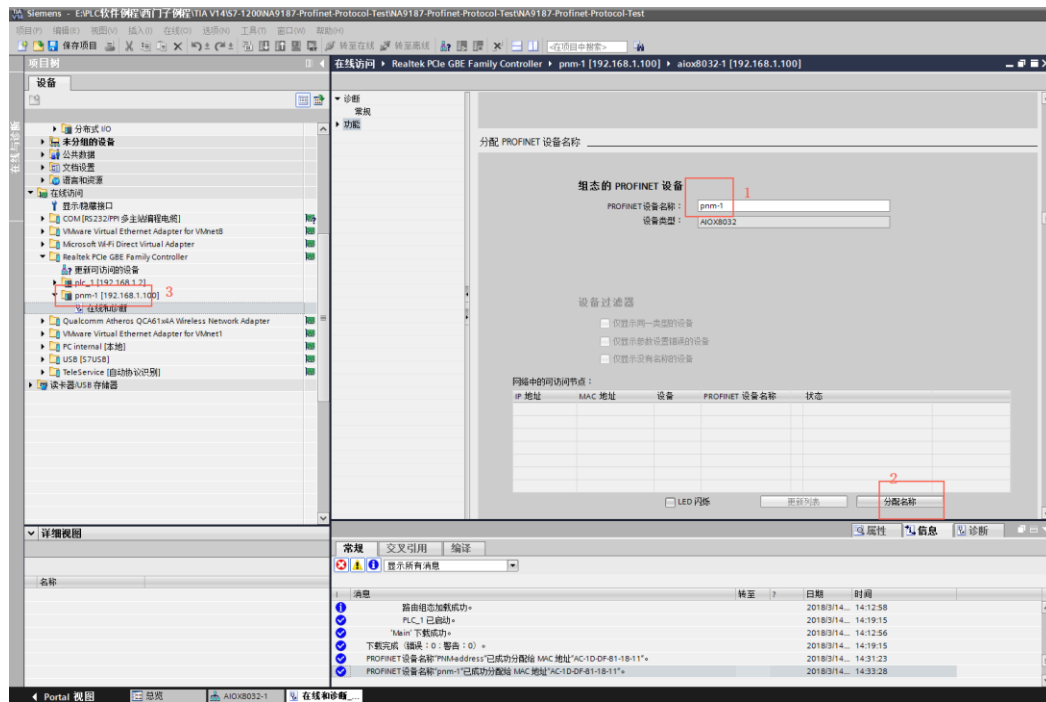 Siemens - E:\PLC软件例程\西门子例程\TIA V14\S7-1200\NA9187-Profinet-Protocol-Test\NA9187-Profinet-Protocol-Test\NA9187-Profinet-Protocol-Test
项目(P) 编辑(E) 视图(V) 插入(I) 在线(O) 选项(N) 工具(T) 窗口(W) 帮助(H)
保存项目 转至在线 转至离线 <在项目中搜索>
项目树
在线访问 ▸ Realtek PCIe GBE Family Controller ▸ pnm-1 [192.168.1.100] ▸ aiox8032-1 [192.168.1.100]
设备
在线与诊断
分布式 I/O
未分组的设备
公共数据
文档设置
语言和资源
在线访问
显示/隐藏接口
COM [RS232/PPI 多主站编程电缆]
VMware Virtual Ethernet Adapter for VMnet8
Microsoft Wi-Fi Direct Virtual Adapter
Realtek PCIe GBE Family Controller
更新可访问的设备
plc_1 [192.168.1.2]
pnm-1 [192.168.1.100] 3
在线和诊断
Qualcomm Atheros QCA61x4A Wireless Network Adapter
VMware Virtual Ethernet Adapter for VMnet1
PC internal [本地]
USB [S7USB]
TeleService [自动协议识别]
读卡器/USB 存储器
诊断
常规
功能
分配 PROFINET 设备名称
组态的 PROFINET 设备
1
PROFINET 设备名称： pnm-1
设备类型： AIOX8032
设备过滤器
仅显示同一类型的设备
仅显示参数设置错误的设备
仅显示没有名称的设备
网络中的可访问节点：
IP 地址 MAC 地址 设备 PROFINET 设备名称 状态
2
LED 闪烁 更新列表 分配名称
详细视图
名称
属性 信息 诊断
常规 交叉引用 编译
显示所有消息
! 消息 转至 ? 日期 时间
路由组态加载成功。 2018/3/14... 14:12:58
PLC_1 已启动。 2018/3/14... 14:19:15
'Main' 下载成功。 2018/3/14... 14:12:56
下载完成（错误：0；警告：0）。 2018/3/14... 14:19:15
PROFINET 设备名称"PNM-address"已成功分配给 MAC 地址"AC-1D-DF-81-18-11"。 2018/3/14... 14:31:23
PROFINET 设备名称"pnm-1"已成功分配给 MAC 地址"AC-1D-DF-81-18-11"。 2018/3/14... 14:33:28
Portal 视图 总览 AIOX8032-1 在线和诊断_...